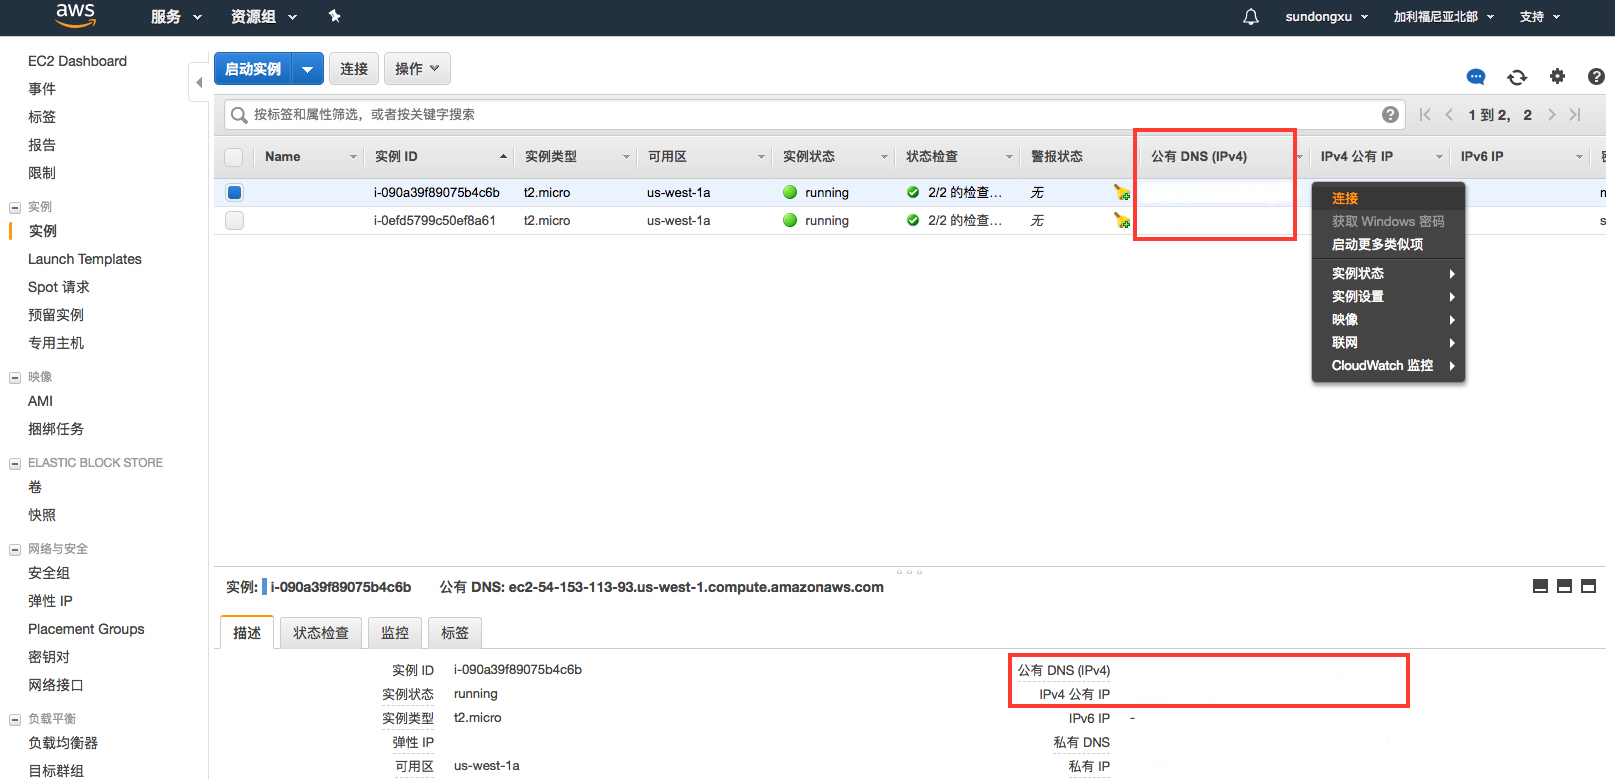 aws 服务 资源组 sundongxu 加利福尼亚北部 支持
EC2 Dashboard
事件
标签
报告
限制
实例
实例
Launch Templates
Spot 请求
预留实例
专用主机
映像
AMI
捆绑任务
ELASTIC BLOCK STORE
卷
快照
网络与安全
安全组
弹性 IP
Placement Groups
密钥对
网络接口
负载平衡
负载均衡器
目标群组
启动实例 连接 操作
按标签和属性筛选，或者按关键字搜索 1 到 2， 2
Name 实例 ID 实例类型 可用区 实例状态 状态检查 警报状态 公有 DNS (IPv4) IPv4 公有 IP IPv6 IP
i-090a39f89075b4c6b t2.micro us-west-1a running 2/2 的检查... 无
i-0efd5799c50ef8a61 t2.micro us-west-1a running 2/2 的检查... 无
连接
获取 Windows 密码
启动更多类似项
实例状态
实例设置
映像
联网
CloudWatch 监控
实例: i-090a39f89075b4c6b 公有 DNS: ec2-54-153-113-93.us-west-1.compute.amazonaws.com
描述 状态检查 监控 标签
实例 ID i-090a39f89075b4c6b 公有 DNS (IPv4)
实例状态 running IPv4 公有 IP
实例类型 t2.micro IPv6 IP -
弹性 IP 私有 DNS
可用区 us-west-1a 私有 IP